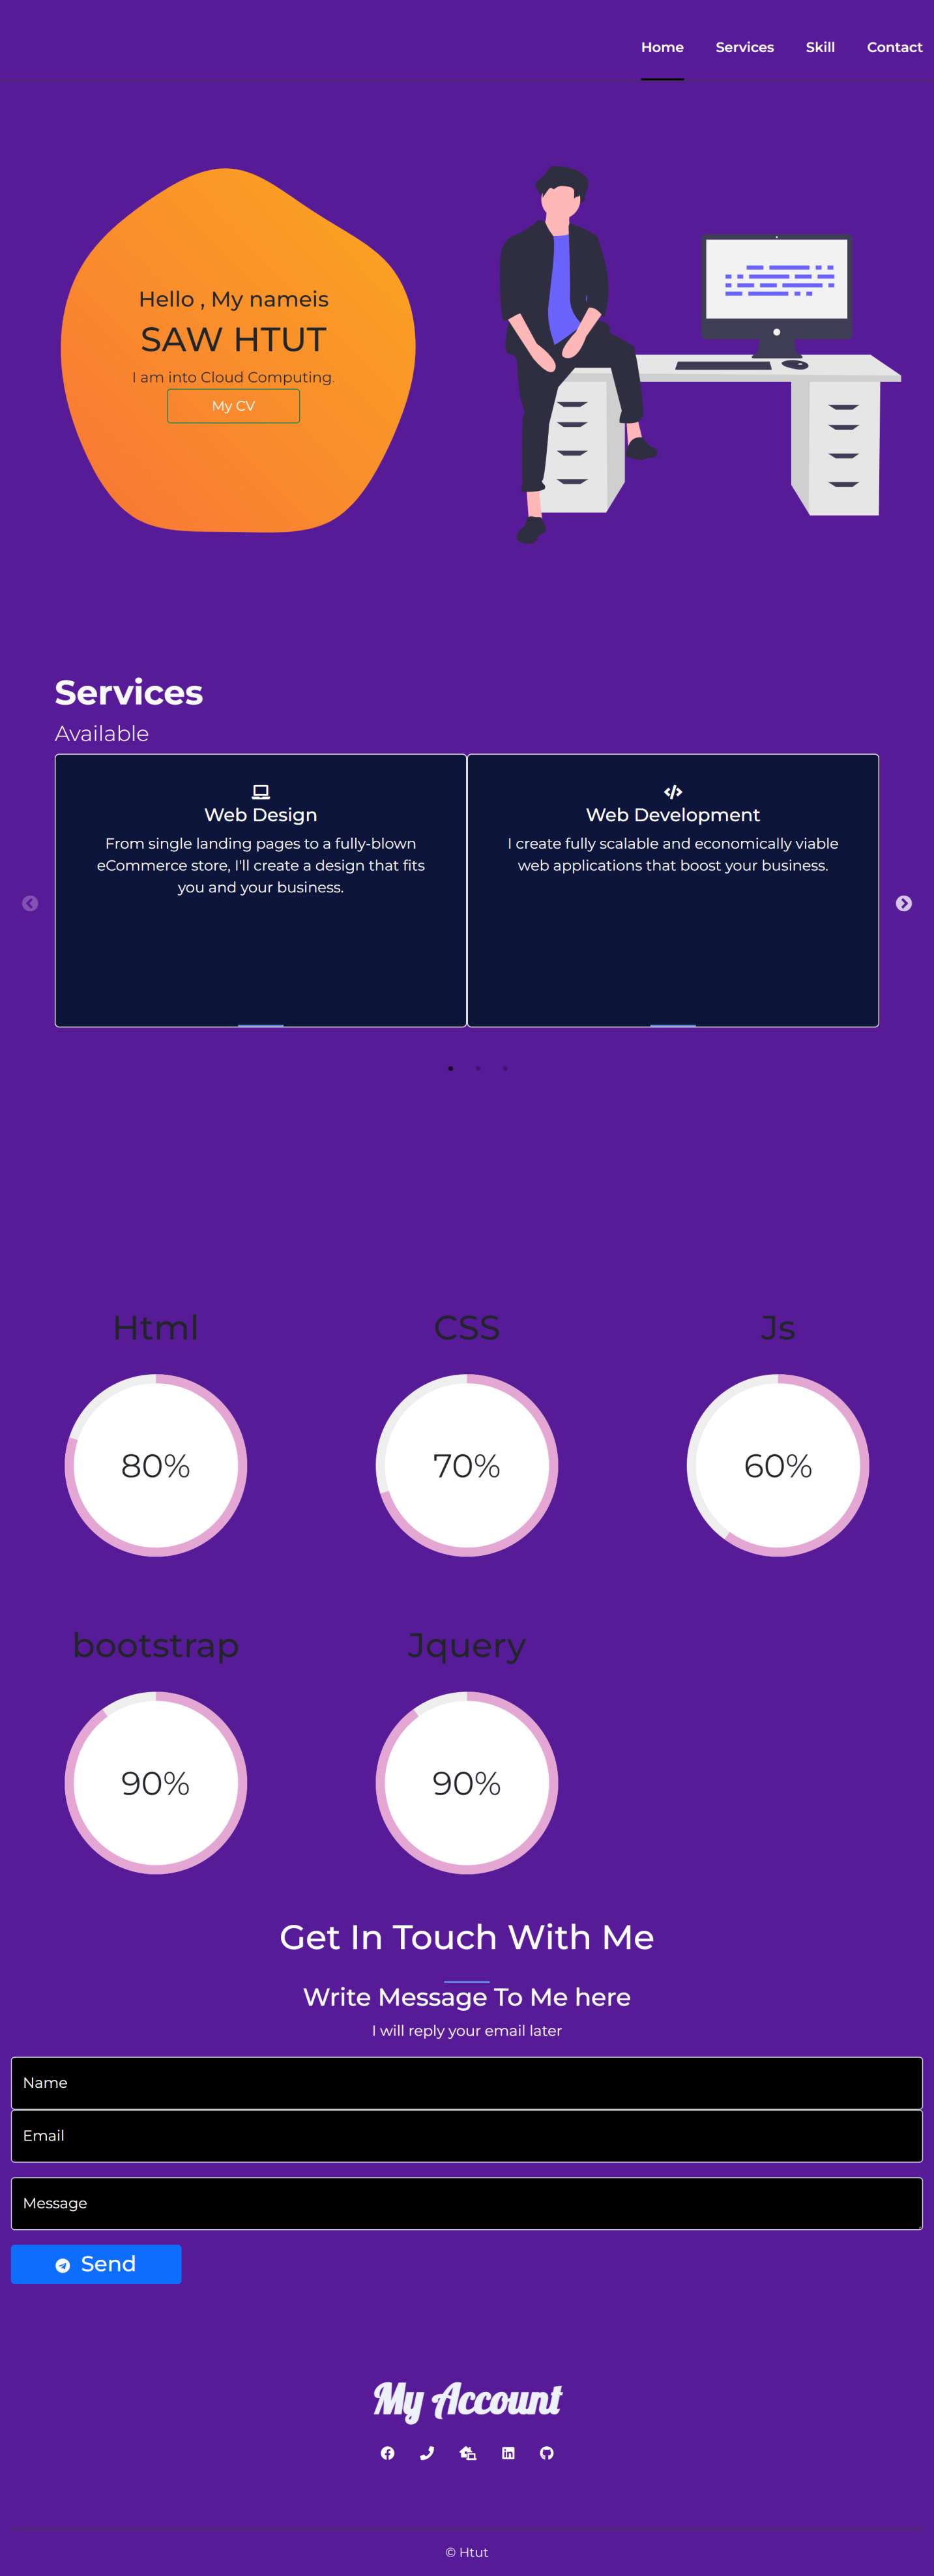 Home Services Skill Contact
Hello , My nameis
SAW HTUT
I am into Cloud Computing.
My CV
Services
Available
Web Design
From single landing pages to a fully-blown
eCommerce store, I'll create a design that fits
you and your business.
Web Development
I create fully scalable and economically viable
web applications that boost your business.
Html CSS Js
80% 70% 60%
bootstrap Jquery
90% 90%
Get In Touch With Me
Write Message To Me here
I will reply your email later
Name
Email
Message
Send
My Account
© Htut